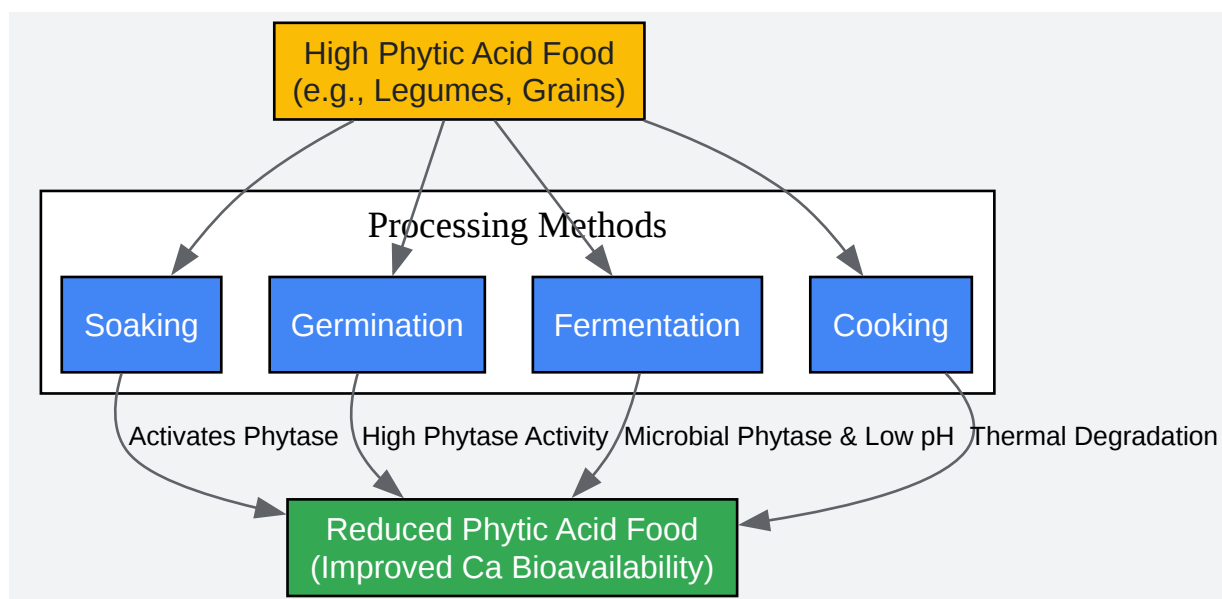 High Phytic Acid Food
(e.g., Legumes, Grains)
Processing Methods
Soaking
Germination
Fermentation
Cooking
Activates Phytase
High Phytase Activity
Microbial Phytase & Low pH
Thermal Degradation
Reduced Phytic Acid Food
(Improved Ca Bioavailability)